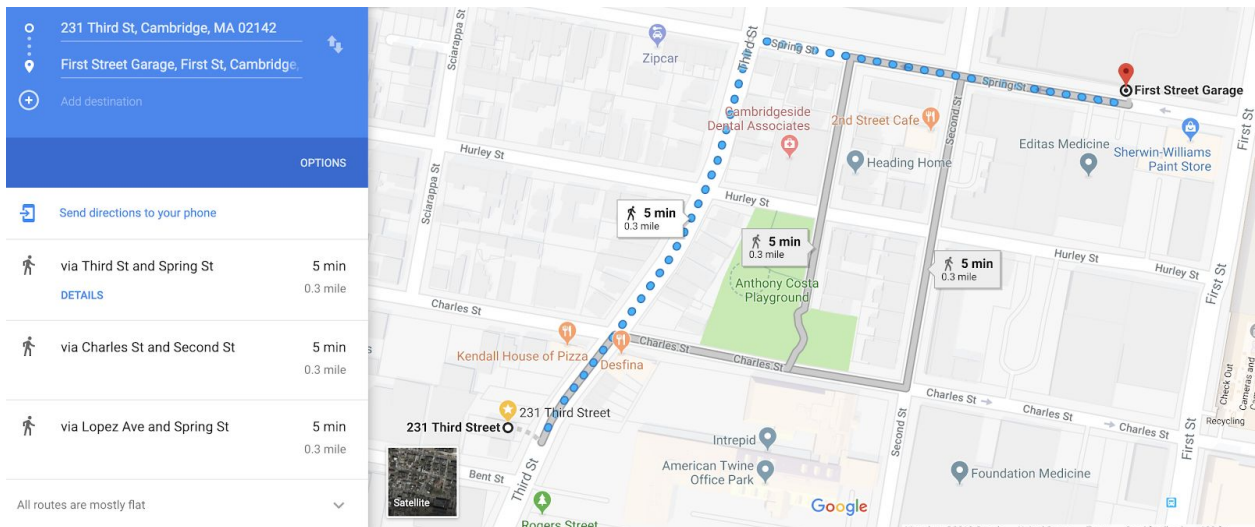 231 Third St, Cambridge, MA 02142
First Street Garage, First St, Cambridge,
Add destination
OPTIONS
Send directions to your phone
via Third St and Spring St
5 min
DETAILS
0.3 mile
via Charles St and Second St
5 min
0.3 mile
via Lopez Ave and Spring St
5 min
0.3 mile
All routes are mostly flat
Sciarappa St
Zipcar
Third St
Spring St
Spring St
First Street Garage
First St
Cambridgeside
Dental Associates
2nd Street Cafe
Second St
Editas Medicine
Sherwin-Williams
Paint Store
Hurley St
Heading Home
Sciarappa St
Hurley St
5 min
0.3 mile
5 min
0.3 mile
5 min
0.3 mile
Hurley St
Hurley St
First St
Anthony Costa
Playground
Charles St
Kendall House of Pizza
Desfina
Charles St
Charles St
Check Out
Cameras and
Recycling
Charles St
Charles St
Charles St
231 Third Street
231 Third Street
Second St
First St
Intrepid
American Twine
Office Park
Foundation Medicine
Bent St
Third St
Satellite
Google
Rogers Street